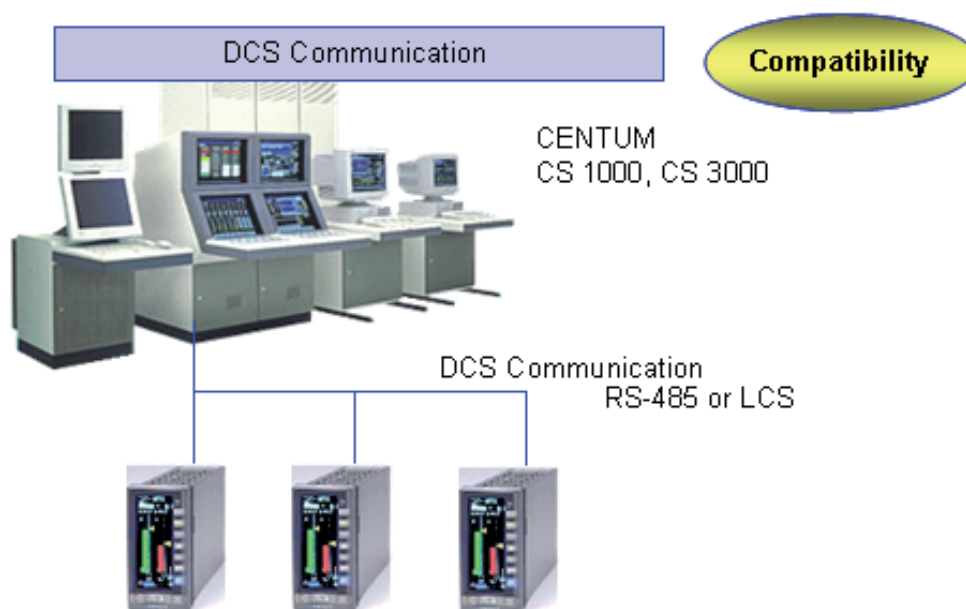 DCS Communication
Compatibility
CENTUM
CS 1000, CS 3000
DCS Communication
RS-485 or LCS